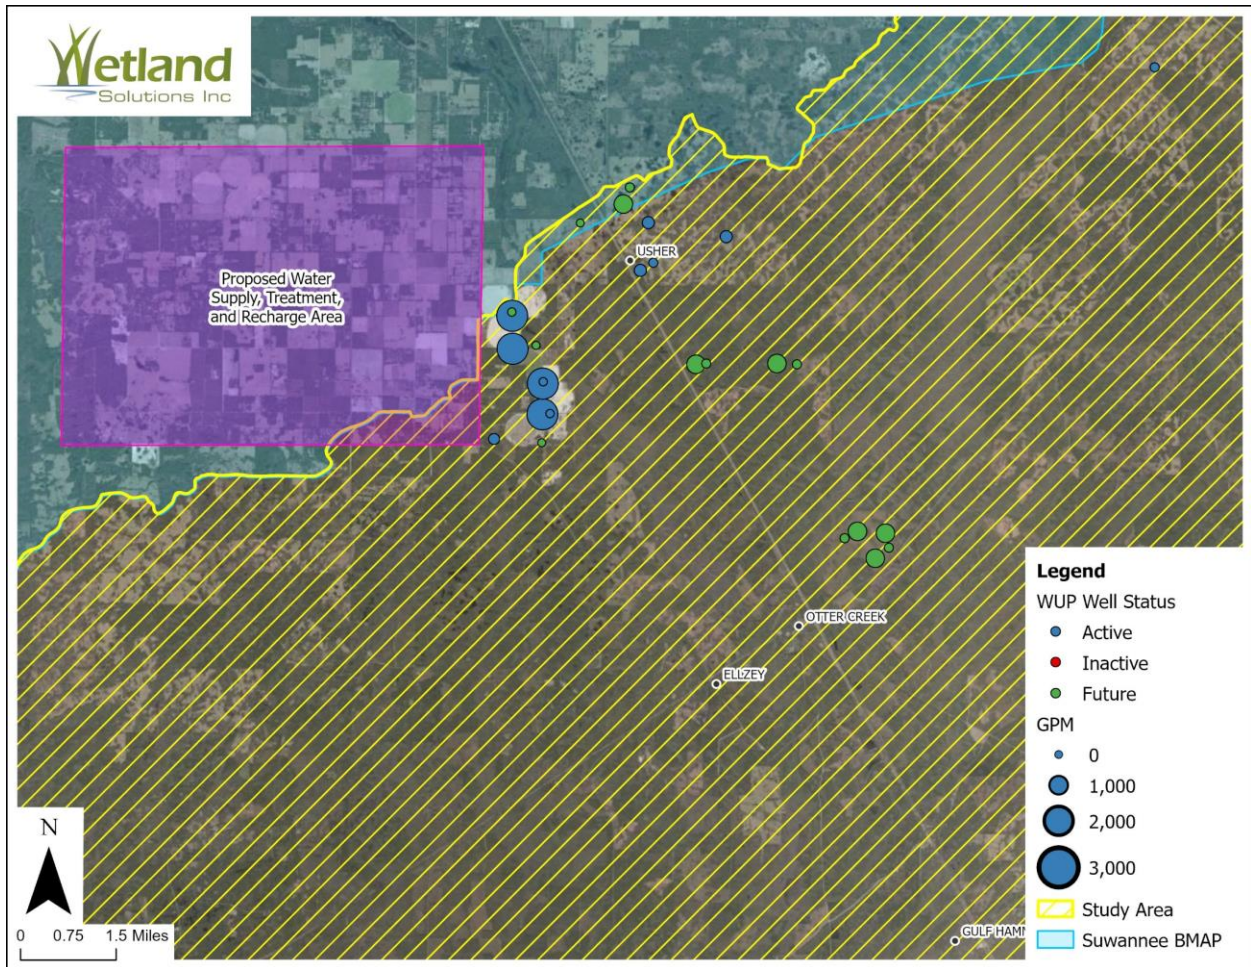 Wetland
Solutions Inc
Proposed Water
Supply, Treatment,
and Recharge Area
USHER
OTTER CREEK
ELLZEY
GULF HAMM
N
0 0.75 1.5 Miles
Legend
WUP Well Status
Active
Inactive
Future
GPM
0
1,000
2,000
3,000
Study Area
Suwannee BMAP